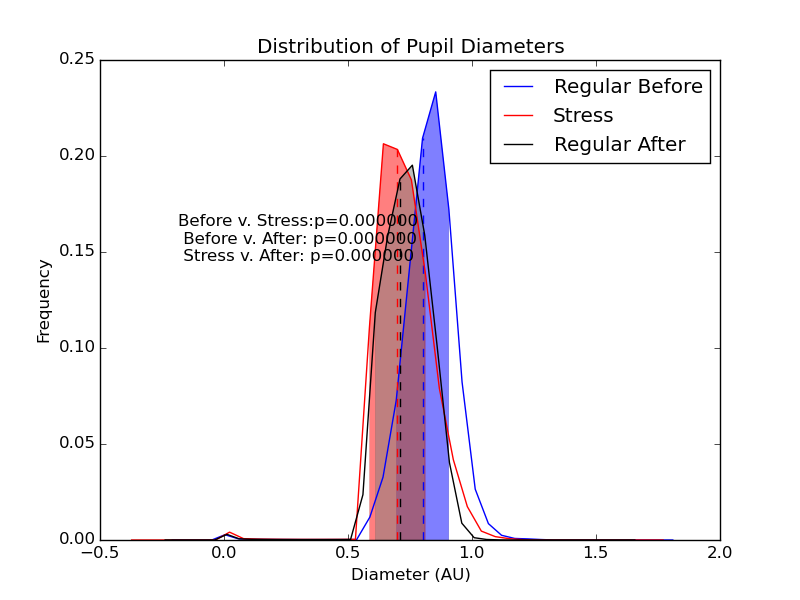 Distribution of Pupil Diameters
0.25
0.20
0.15
0.10
0.05
0.00
Frequency
Regular Before
Stress
Regular After
Before v. Stress:p=0.000000
Before v. After: p=0.000000
Stress v. After: p=0.000000
−0.5 0.0 0.5 1.0 1.5 2.0
Diameter (AU)